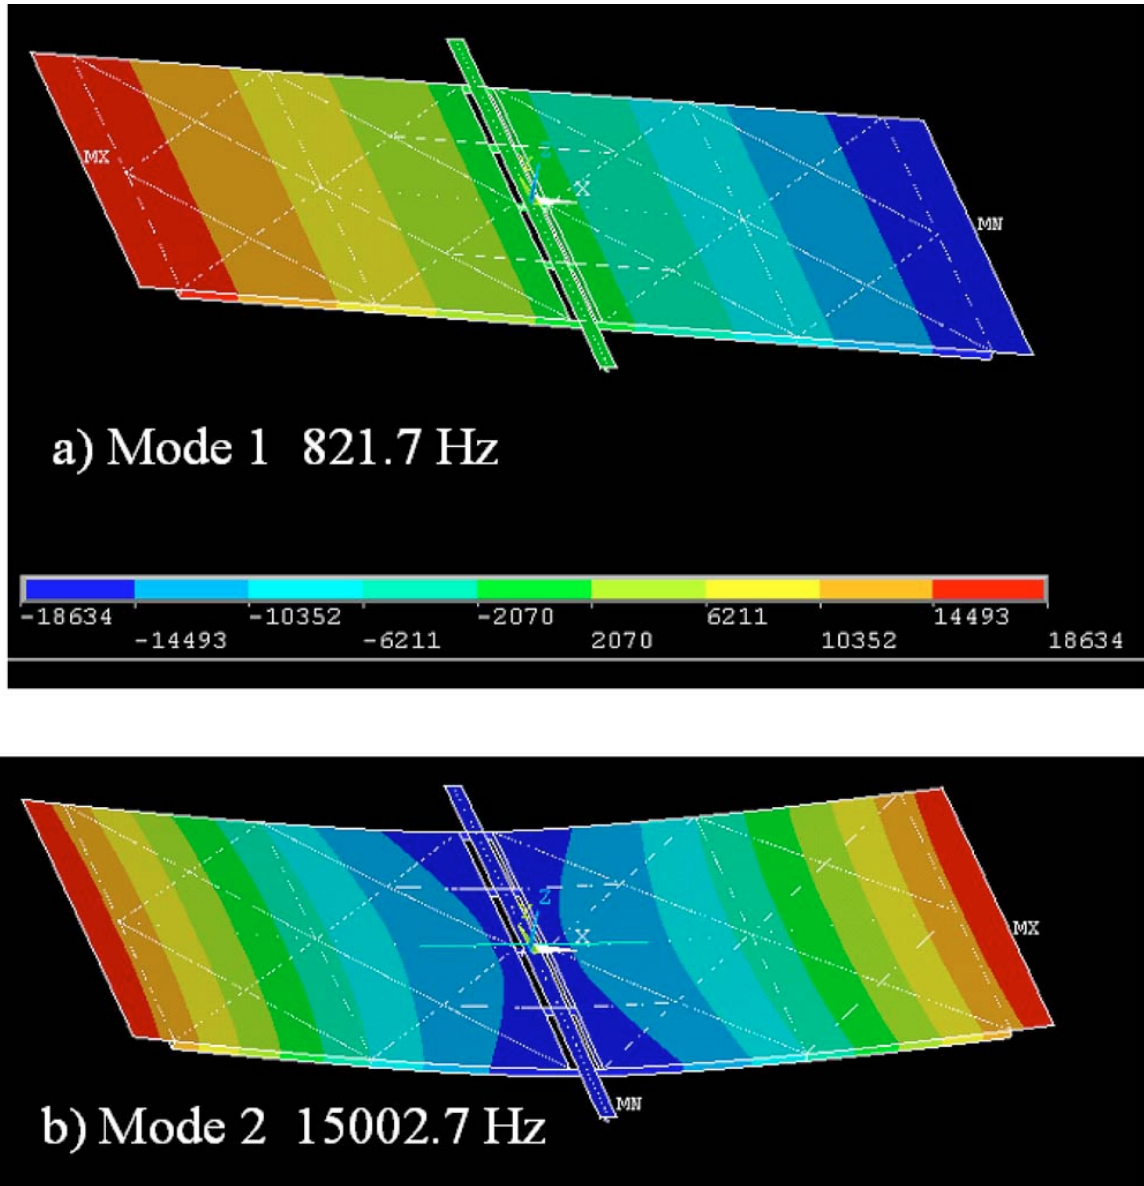 MX
Z
X
MN
a) Mode 1 821.7 Hz
-18634 -10352 -2070 6211 14493
-14493 -6211 2070 10352 18634
Z
X
MX
MN
b) Mode 2 15002.7 Hz